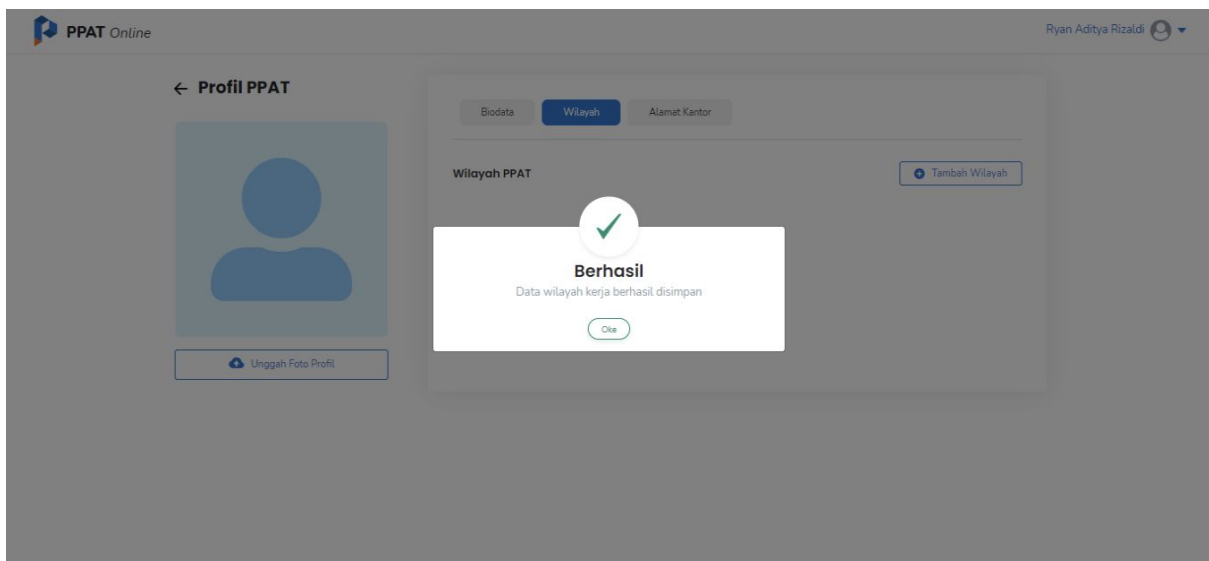 PPAT Online
Ryan Aditya Rizaldi
Profil PPAT
Biodata
Wilayah
Alamat Kantor
Wilayah PPAT
Tambah Wilayah
Berhasil
Data wilayah kerja berhasil disimpan
Oke
Unggah Foto Profil